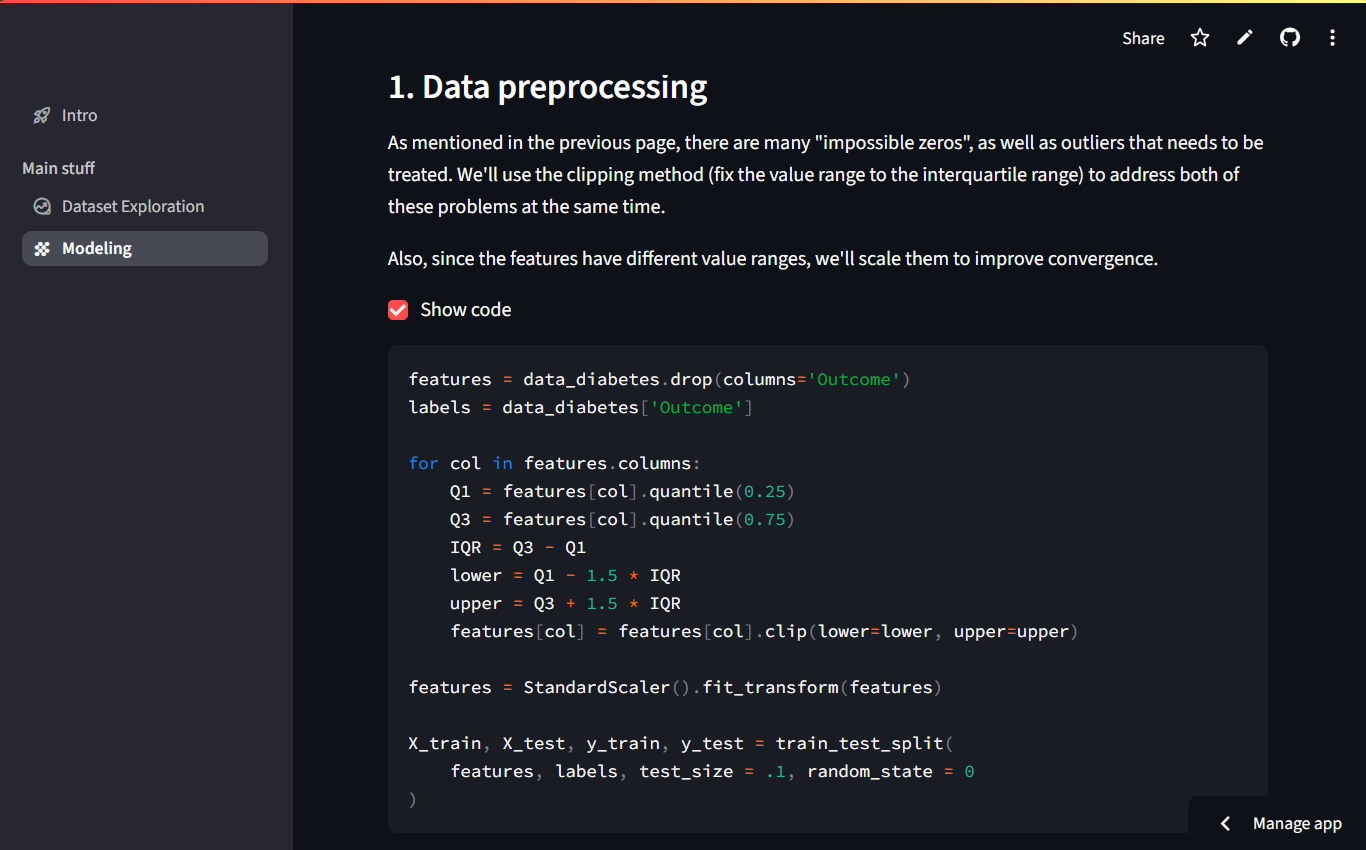 Share
Intro
Main stuff
Dataset Exploration
Modeling
1. Data preprocessing
As mentioned in the previous page, there are many "impossible zeros", as well as outliers that needs to be
treated. We'll use the clipping method (fix the value range to the interquartile range) to address both of
these problems at the same time.
Also, since the features have different value ranges, we'll scale them to improve convergence.
Show code
features = data_diabetes.drop(columns='Outcome')
labels = data_diabetes['Outcome']
for col in features.columns:
    Q1 = features[col].quantile(0.25)
    Q3 = features[col].quantile(0.75)
    IQR = Q3 - Q1
    lower = Q1 - 1.5 * IQR
    upper = Q3 + 1.5 * IQR
    features[col] = features[col].clip(lower=lower, upper=upper)
features = StandardScaler().fit_transform(features)
X_train, X_test, y_train, y_test = train_test_split(
    features, labels, test_size = .1, random_state = 0
)
Manage app